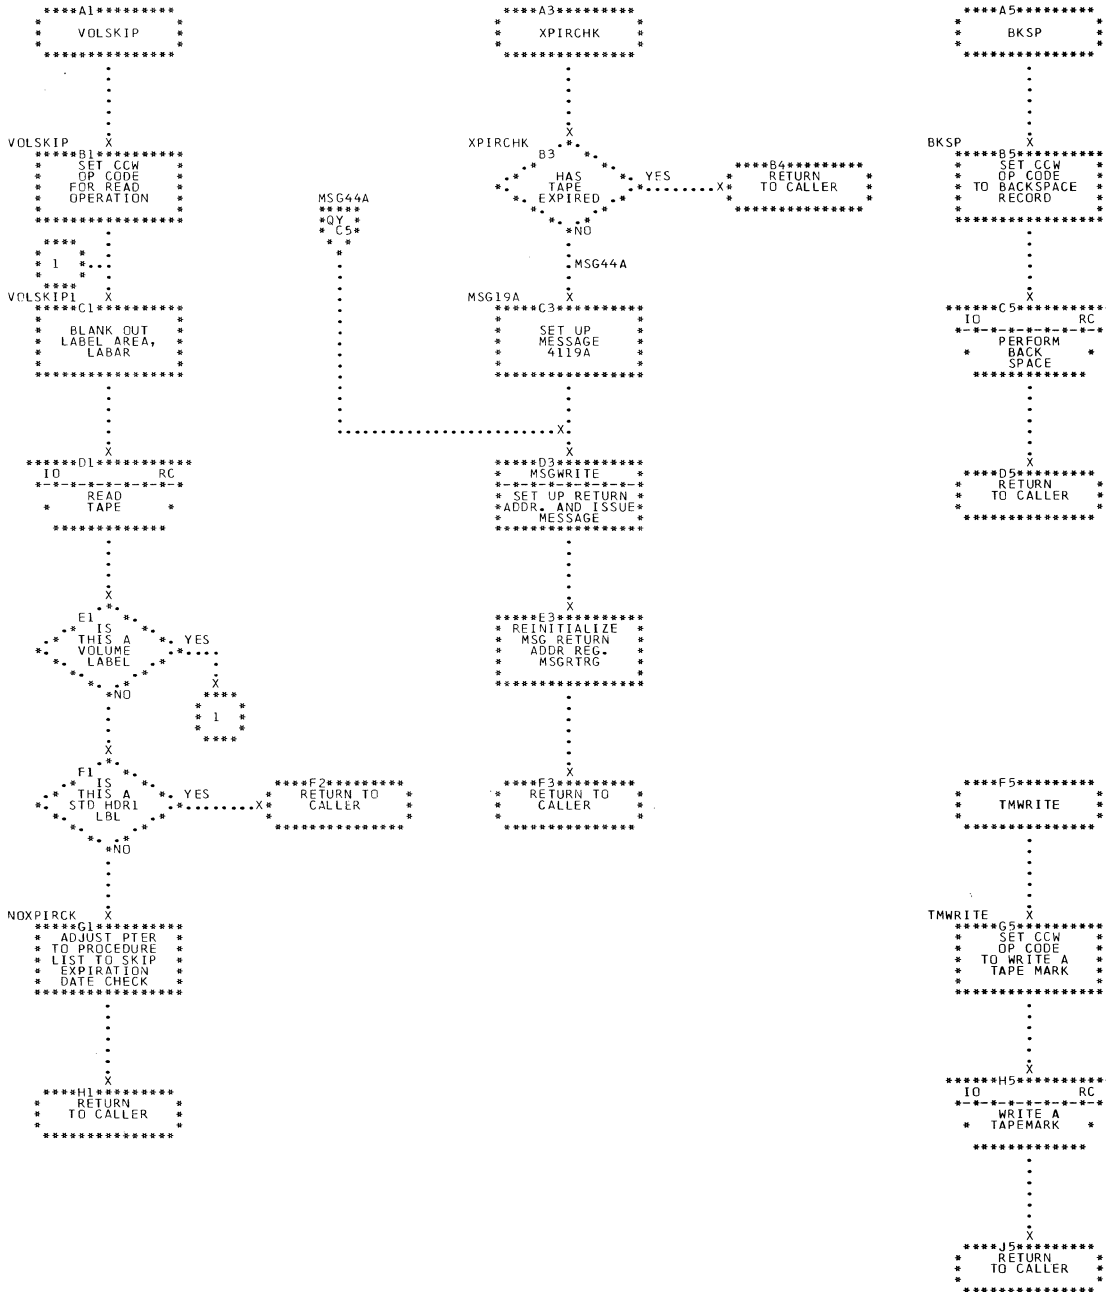 A1
VOLSKIP
VOLSKIP
B1
SET CCW
OP CODE
FOR READ
OPERATION
1
VOLSKIP1
C1
BLANK OUT
LABEL AREA,
LABAR
D1
IO RC
READ
TAPE
E1
IS
THIS A
VOLUME
LABEL
YES
NO
1
F1
IS
THIS A
STD HDR1
LBL
YES
NO
F2
RETURN TO
CALLER
NOXPIRCK
G1
ADJUST PTER
TO PROCEDURE
LIST TO SKIP
EXPIRATION
DATE CHECK
H1
RETURN
TO CALLER
A3
XPIRCHK
XPIRCHK
B3
HAS
TAPE
EXPIRED
YES
NO
B4
RETURN
TO CALLER
MSG44A
QY
C5
MSG44A
MSG19A
C3
SET UP
MESSAGE
4119A
D3
MSGWRITE
SET UP RETURN
ADDR. AND ISSUE
MESSAGE
E3
REINITIALIZE
MSG RETURN
ADDR REG.
MSGRTRG
F3
RETURN TO
CALLER
A5
BKSP
BKSP
B5
SET CCW
OP CODE
TO BACKSPACE
RECORD
C5
IO RC
PERFORM
BACK
SPACE
D5
RETURN
TO CALLER
F5
TMWRITE
TMWRITE
G5
SET CCW
OP CODE
TO WRITE A
TAPE MARK
H5
IO RC
WRITE A
TAPEMARK
J5
RETURN
TO CALLER